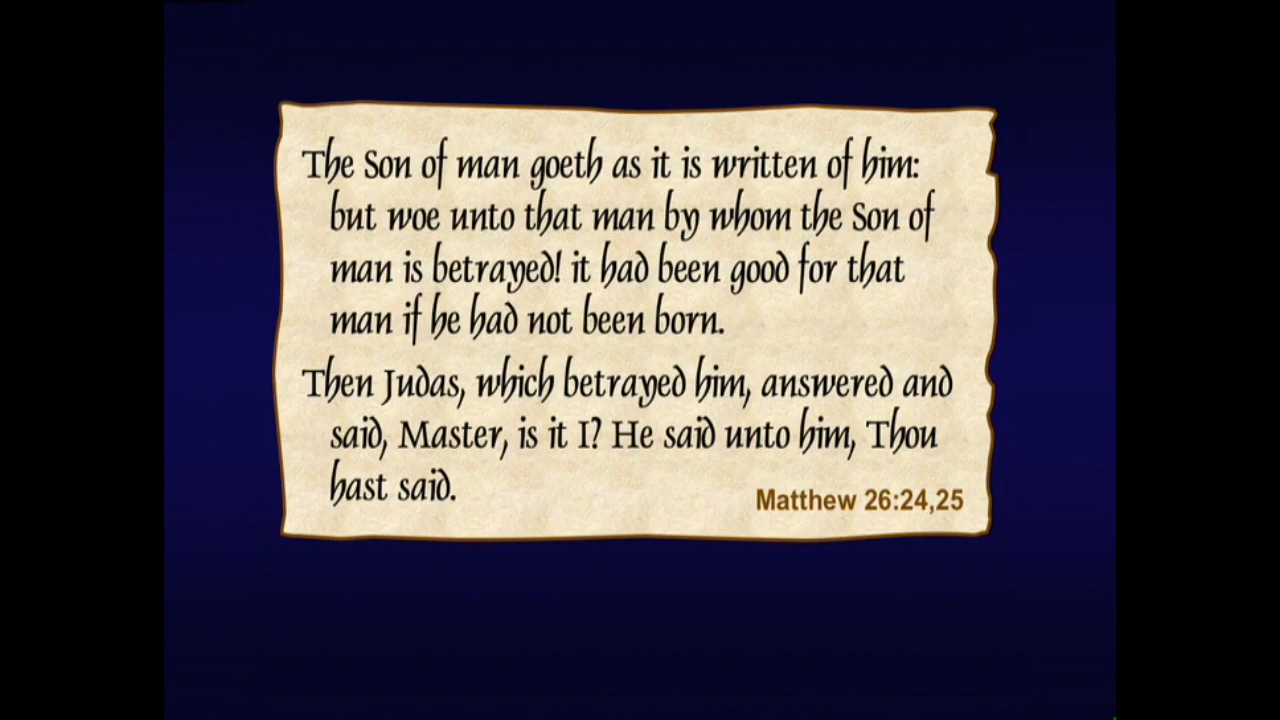 The Son of man goeth as it is written of him:
but woe unto that man by whom the Son of
man is betrayed! it had been good for that
man if he had not been born.
Then Judas, which betrayed him, answered and
said, Master, is it I? He said unto him, Thou
hast said.
Matthew 26:24,25